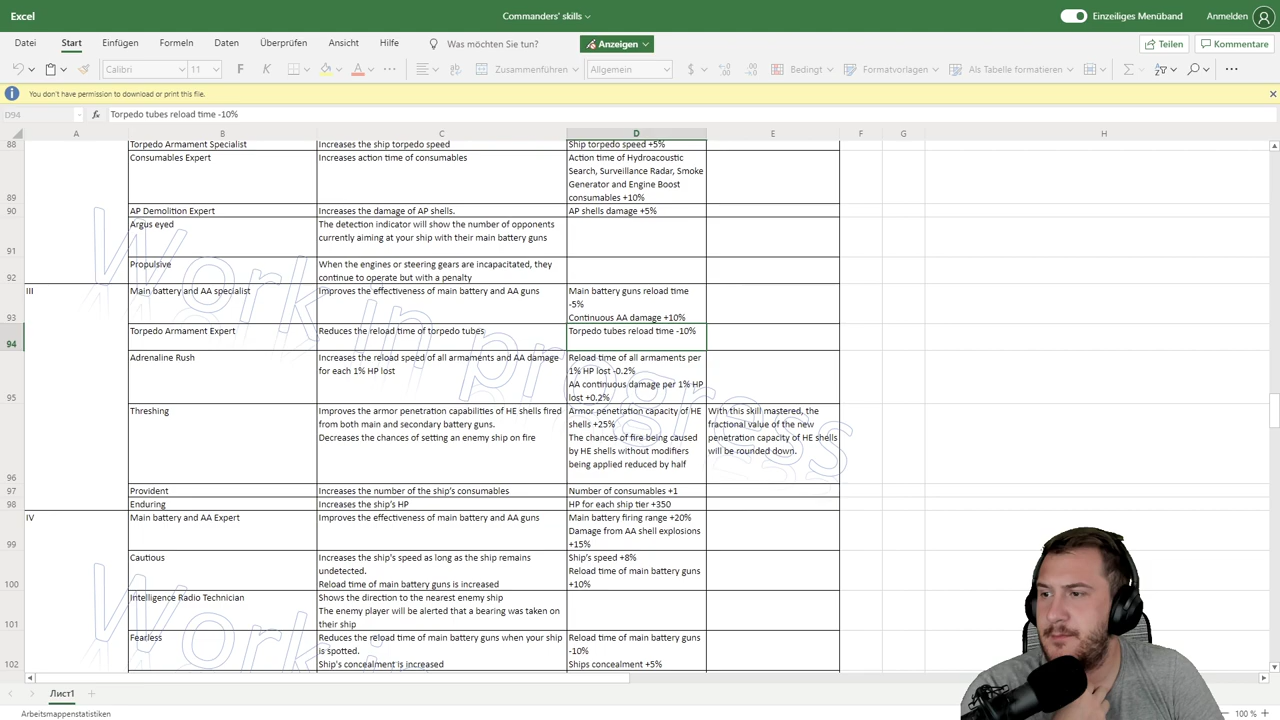 Excel
Commanders' skills
Einzeiliges Menüband
Anmelden
Datei Start Einfügen Formeln Daten Überprüfen Ansicht Hilfe Was möchten Sie tun? Anzeigen Teilen Kommentare
Calibri 11 F K Zusammenführen Allgemein $ Bedingt Formatvorlagen Als Tabelle formatieren
You don't have permission to download or print this file.
D94 fx Torpedo tubes reload time -10%
A B C D E F G H
88 Torpedo Armament Specialist Increases the ship torpedo speed Ship torpedo speed +5%
Consumables Expert Increases action time of consumables Action time of Hydroacoustic
Search, Surveillance Radar, Smoke
Generator and Engine Boost
89 consumables +10%
90 AP Demolition Expert Increases the damage of AP shells. AP shells damage +5%
Argus eyed The detection indicator will show the number of opponents
currently aiming at your ship with their main battery guns
91
Propulsive When the engines or steering gears are incapacitated, they
92 continue to operate but with a penalty
III Main battery and AA specialist Improves the effectiveness of main battery and AA guns Main battery guns reload time
-5%
93 Continuous AA damage +10%
Torpedo Armament Expert Reduces the reload time of torpedo tubes Torpedo tubes reload time -10%
94
Adrenaline Rush Increases the reload speed of all armaments and AA damage Reload time of all armaments per
for each 1% HP lost 1% HP lost -0.2%
AA continuous damage per 1% HP
95 lost +0.2%
Threshing Improves the armor penetration capabilities of HE shells fired Armor penetration capacity of HE With this skill mastered, the
from both main and secondary battery guns. shells +25% fractional value of the new
Decreases the chances of setting an enemy ship on fire The chances of fire being caused penetration capacity of HE shells
by HE shells without modifiers will be rounded down.
being applied reduced by half
96
97 Provident Increases the number of the ship's consumables Number of consumables +1
98 Enduring Increases the ship's HP HP for each ship tier +350
IV Main battery and AA Expert Improves the effectiveness of main battery and AA guns Main battery firing range +20%
Damage from AA shell explosions
99 +15%
Cautious Increases the ship's speed as long as the ship remains Ship's speed +8%
undetected. Reload time of main battery guns
100 Reload time of main battery guns is increased +10%
Intelligence Radio Technician Shows the direction to the nearest enemy ship
The enemy player will be alerted that a bearing was taken on
101 their ship
Fearless Reduces the reload time of main battery guns when your ship Reload time of main battery guns
is spotted. -10%
102 Ship's concealment is increased Ships concealment +5%
Work in progress
Work i
Лист1
Arbeitsmappenstatistiken
100 %